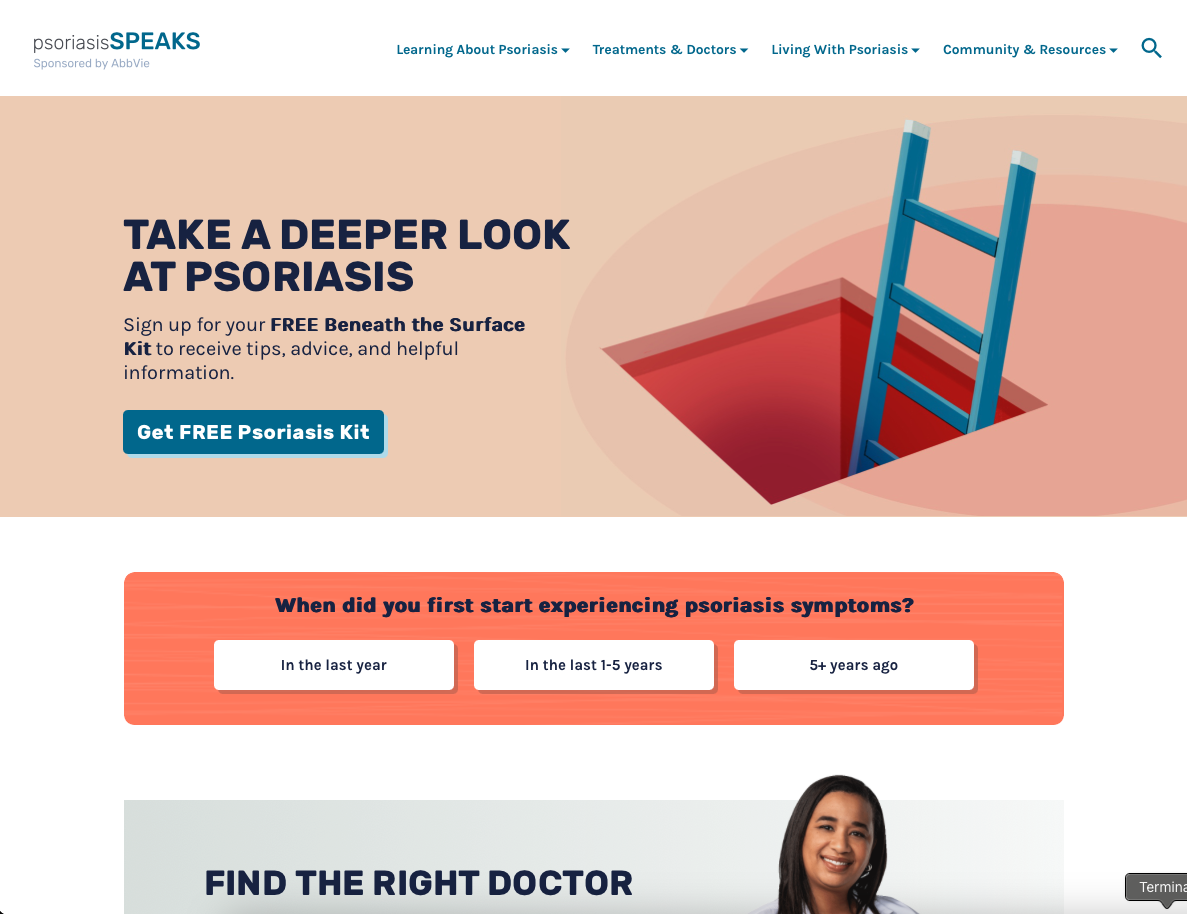 psoriasisSPEAKS
Sponsored by AbbVie
Learning About Psoriasis
Treatments & Doctors
Living With Psoriasis
Community & Resources
TAKE A DEEPER LOOK
AT PSORIASIS
Sign up for your FREE Beneath the Surface
Kit to receive tips, advice, and helpful
information.
Get FREE Psoriasis Kit
When did you first start experiencing psoriasis symptoms?
In the last year
In the last 1-5 years
5+ years ago
FIND THE RIGHT DOCTOR